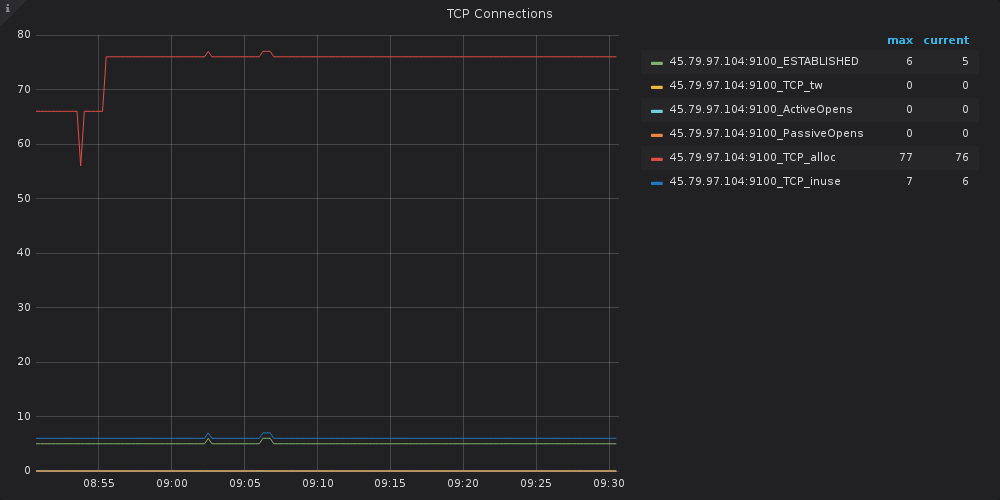 i
TCP Connections
max current
45.79.97.104:9100_ESTABLISHED 6 5
45.79.97.104:9100_TCP_tw 0 0
45.79.97.104:9100_ActiveOpens 0 0
45.79.97.104:9100_PassiveOpens 0 0
45.79.97.104:9100_TCP_alloc 77 76
45.79.97.104:9100_TCP_inuse 7 6
80
70
60
50
40
30
20
10
0
08:55 09:00 09:05 09:10 09:15 09:20 09:25 09:30